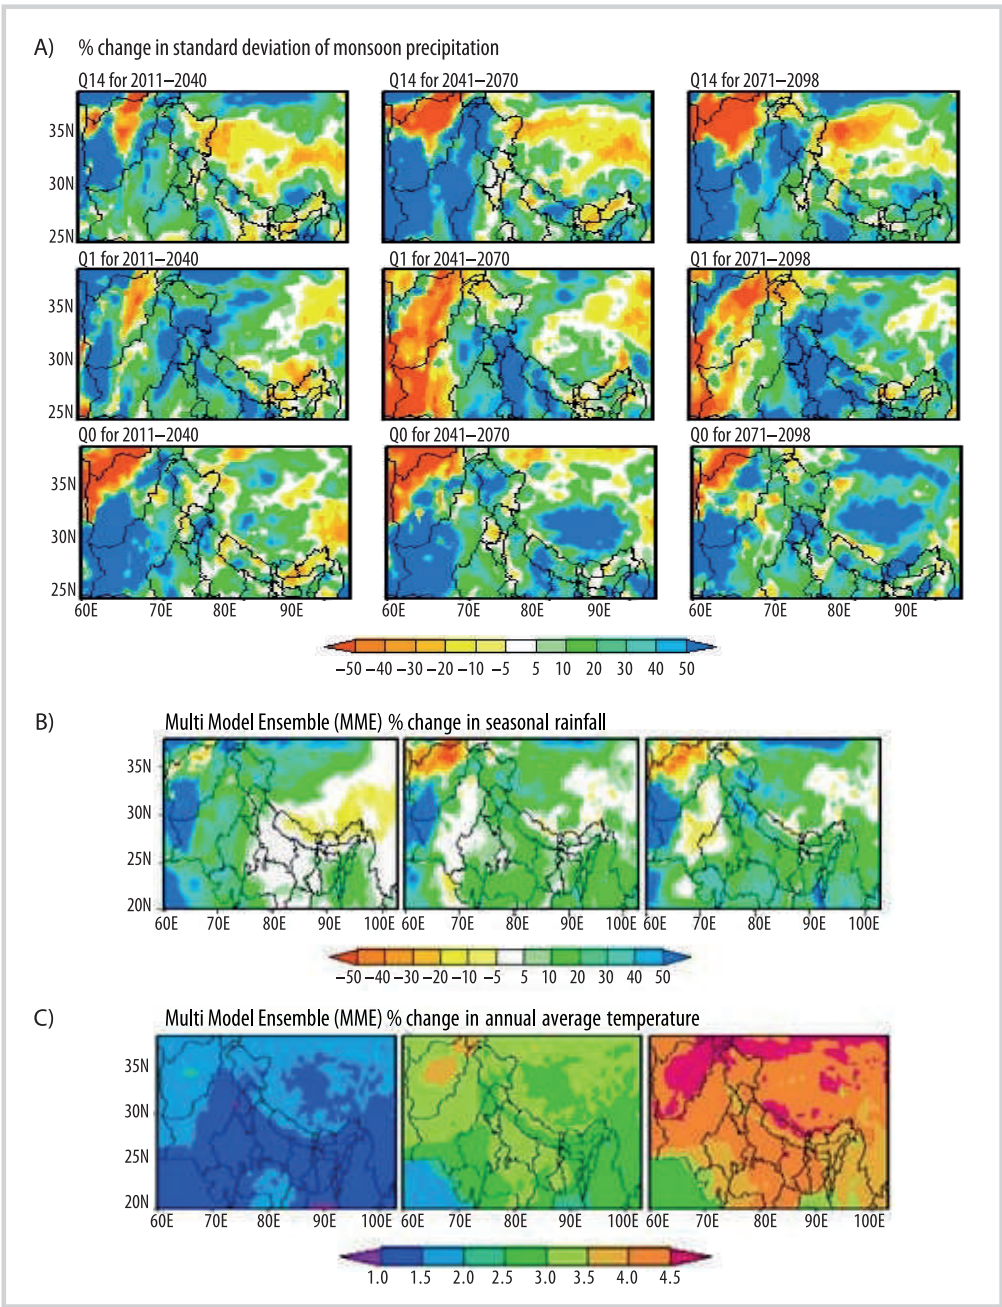 A) % change in standard deviation of monsoon precipitation
Q14 for 2011–2040 Q14 for 2041–2070 Q14 for 2071–2098
35N
30N
25N
Q1 for 2011–2040 Q1 for 2041–2070 Q1 for 2071–2098
35N
30N
25N
Q0 for 2011–2040 Q0 for 2041–2070 Q0 for 2071–2098
35N
30N
25N
60E 70E 80E 90E 60E 70E 80E 90E 60E 70E 80E 90E
−50 −40 −30 −20 −10 −5 5 10 20 30 40 50
B) Multi Model Ensemble (MME) % change in seasonal rainfall
35N
30N
25N
20N
60E 70E 80E 90E 100E 60E 70E 80E 90E 100E 60E 70E 80E 90E 100E
−50 −40 −30 −20 −10 −5 5 10 20 30 40 50
C) Multi Model Ensemble (MME) % change in annual average temperature
35N
30N
25N
20N
60E 70E 80E 90E 100E 60E 70E 80E 90E 100E 60E 70E 80E 90E 100E
1.0 1.5 2.0 2.5 3.0 3.5 4.0 4.5